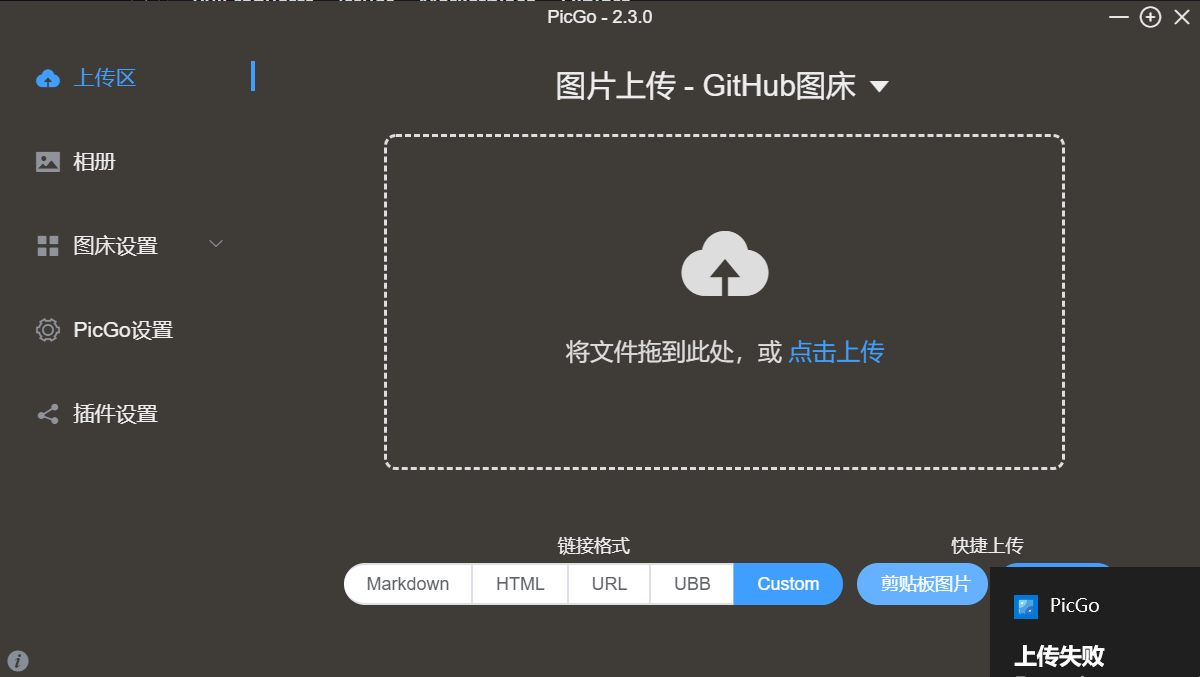 PicGo - 2.3.0
上传区
相册
图床设置
PicGo设置
插件设置
图片上传 - GitHub图床
将文件拖到此处，或 点击上传
链接格式
快捷上传
Markdown HTML URL UBB Custom
剪贴板图片
PicGo
上传失败